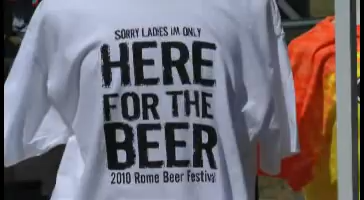 SORRY LADIES IM ONLY
HERE
FOR THE
BEER
2010 Rome Beer Festival